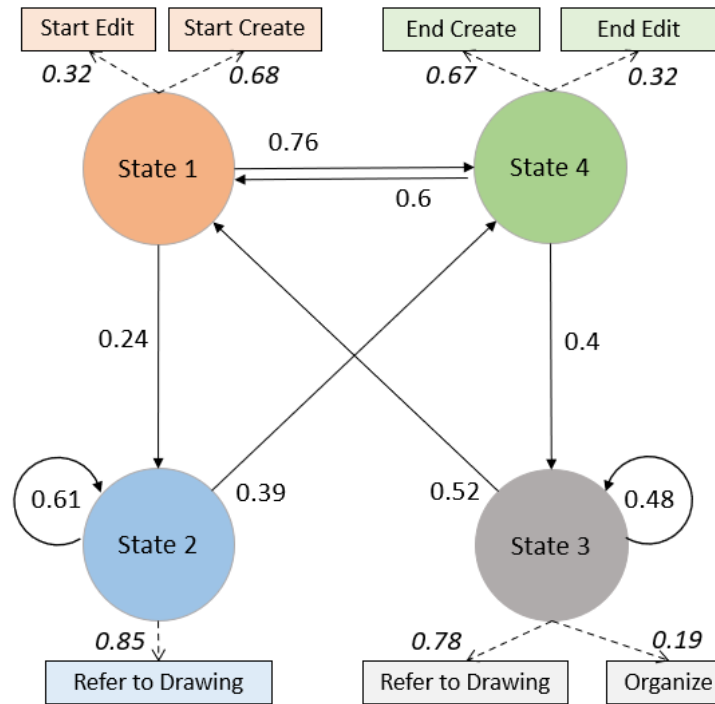 Start Edit
Start Create
End Create
End Edit
0.32
0.68
0.67
0.32
State 1
0.76
0.6
State 4
0.24
0.4
0.61
0.39
0.52
0.48
State 2
State 3
0.85
0.78
0.19
Refer to Drawing
Refer to Drawing
Organize